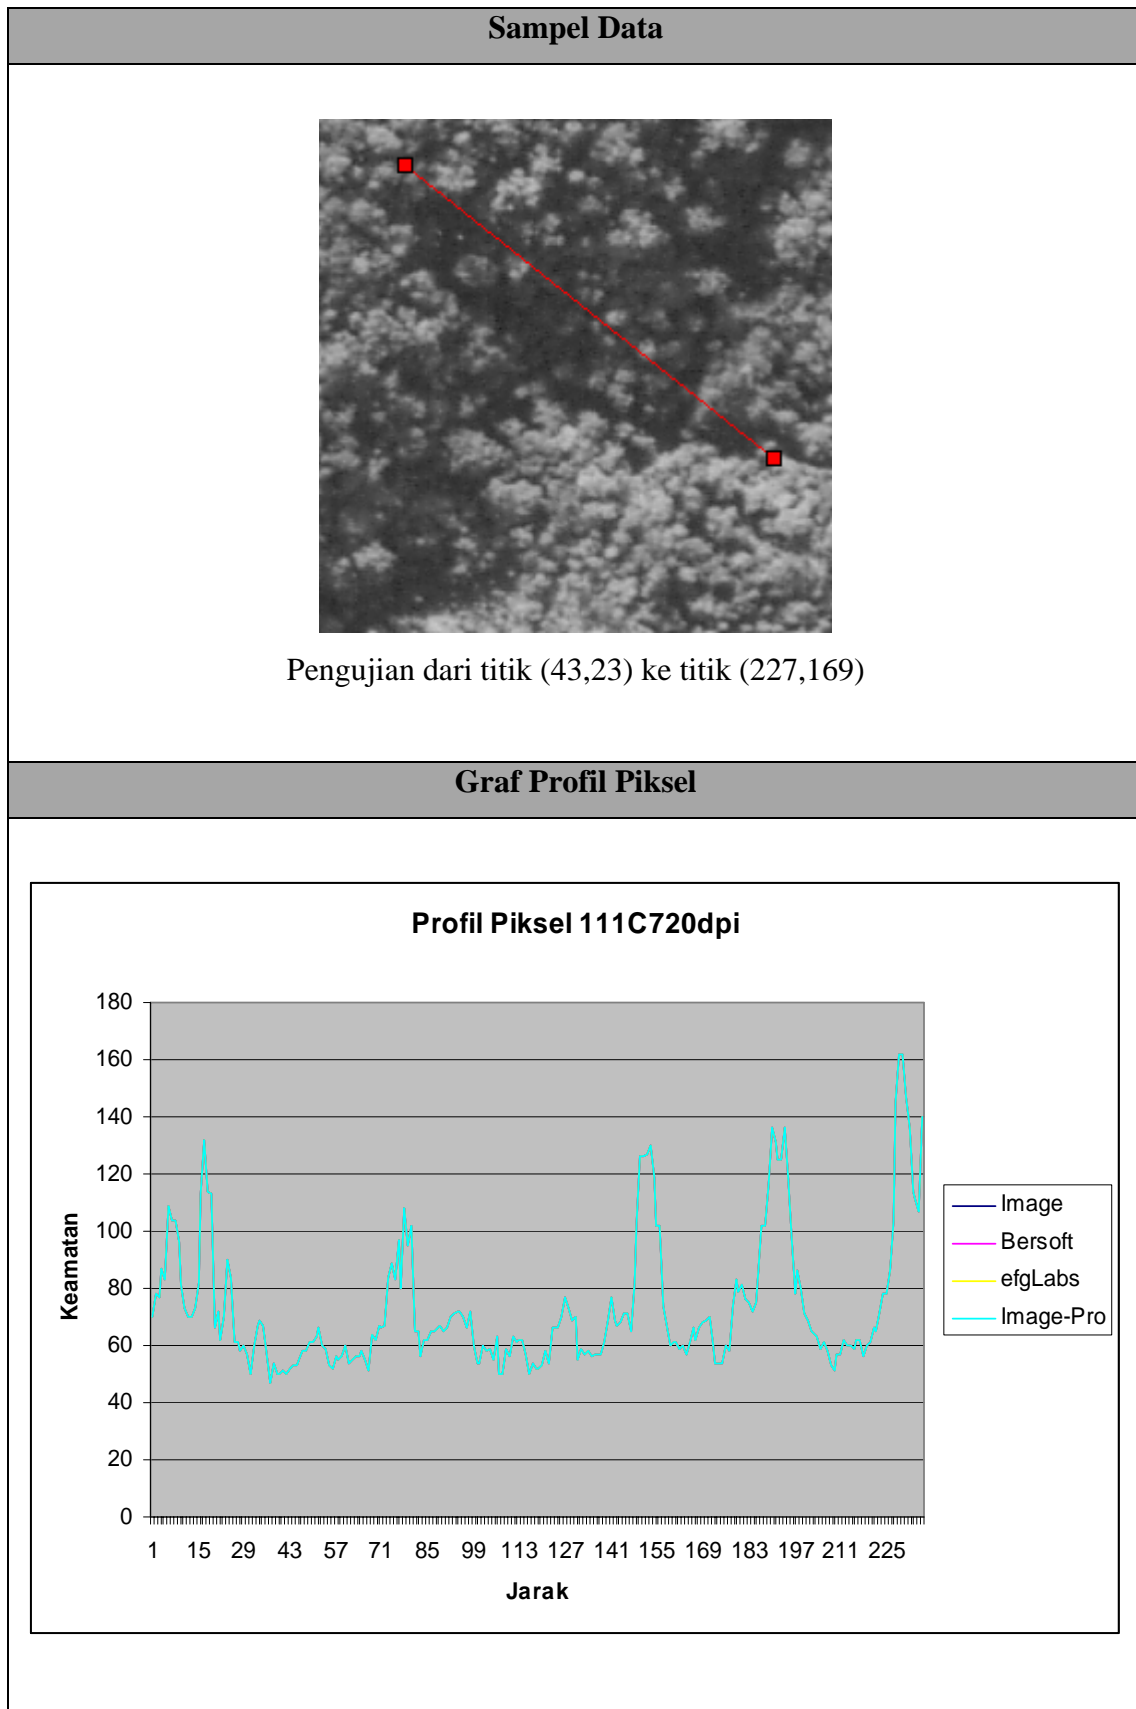 Sampel Data
Pengujian dari titik (43,23) ke titik (227,169)
Graf Profil Piksel
Profil Piksel 111C720dpi
180
160
140
120
100
80
60
40
20
0
Keamatan
1 15 29 43 57 71 85 99 113 127 141 155 169 183 197 211 225
Jarak
Image
Bersoft
efgLabs
Image-Pro